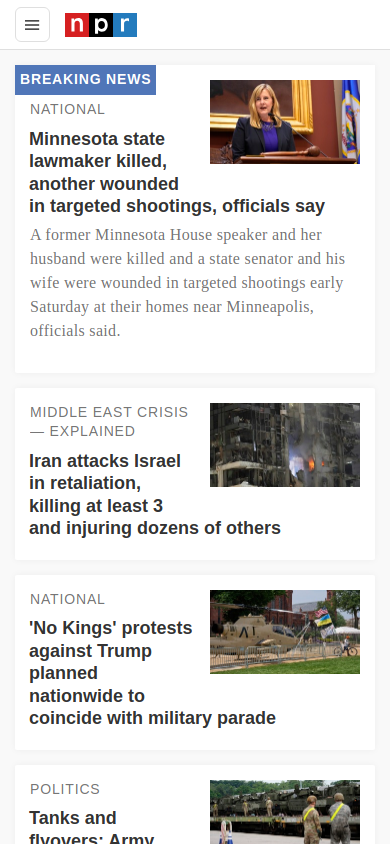 npr
BREAKING NEWS
NATIONAL
Minnesota state
lawmaker killed,
another wounded
in targeted shootings, officials say
A former Minnesota House speaker and her
husband were killed and a state senator and his
wife were wounded in targeted shootings early
Saturday at their homes near Minneapolis,
officials said.
MIDDLE EAST CRISIS
— EXPLAINED
Iran attacks Israel
in retaliation,
killing at least 3
and injuring dozens of others
NATIONAL
'No Kings' protests
against Trump
planned
nationwide to
coincide with military parade
POLITICS
Tanks and
flyovers: Army